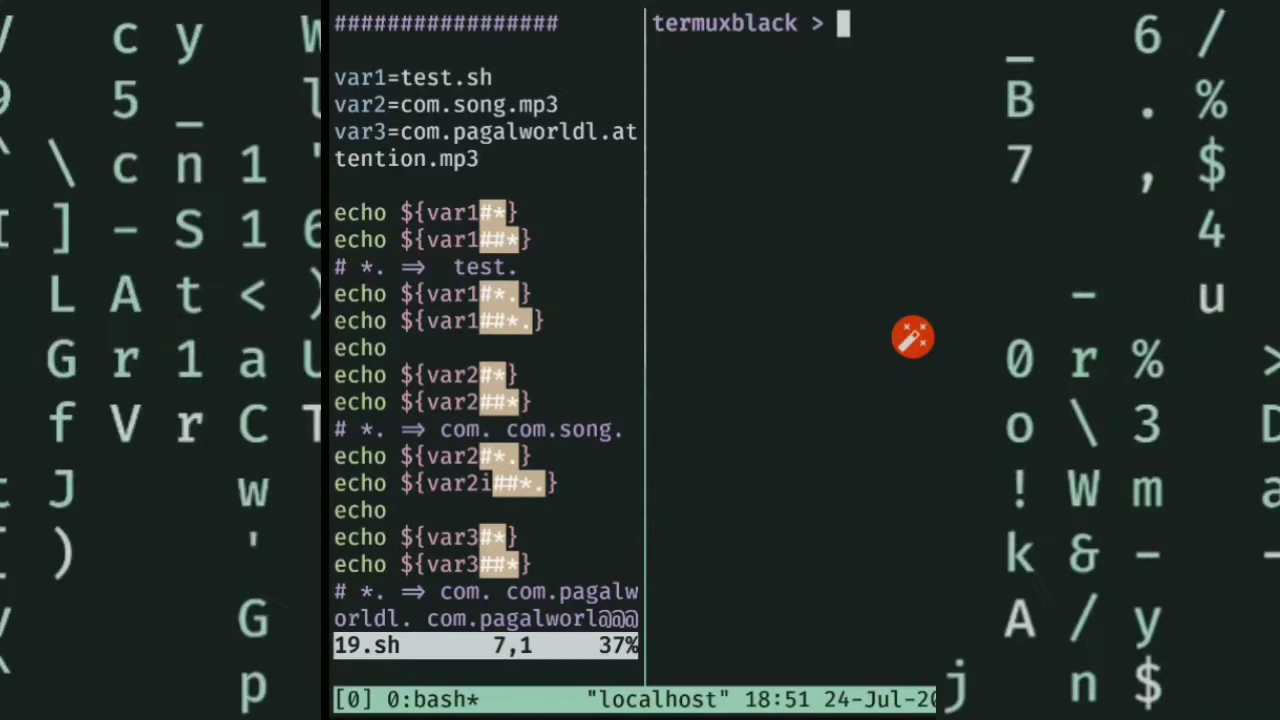 ################
var1=test.sh
var2=com.song.mp3
var3=com.pagalworldl.at
tention.mp3
echo ${var1#*}
echo ${var1##*}
# *. => test.
echo ${var1#*.}
echo ${var1##*.}
echo
echo ${var2#*}
echo ${var2##*}
# *. => com. com.song.
echo ${var2#*.}
echo ${var2i##*.}
echo
echo ${var3#*}
echo ${var3##*}
# *. => com. com.pagalw
orldl. com.pagalworl@@@
19.sh 7,1 37%
[0] 0:bash* "localhost" 18:51 24-Jul-20
termuxblack >